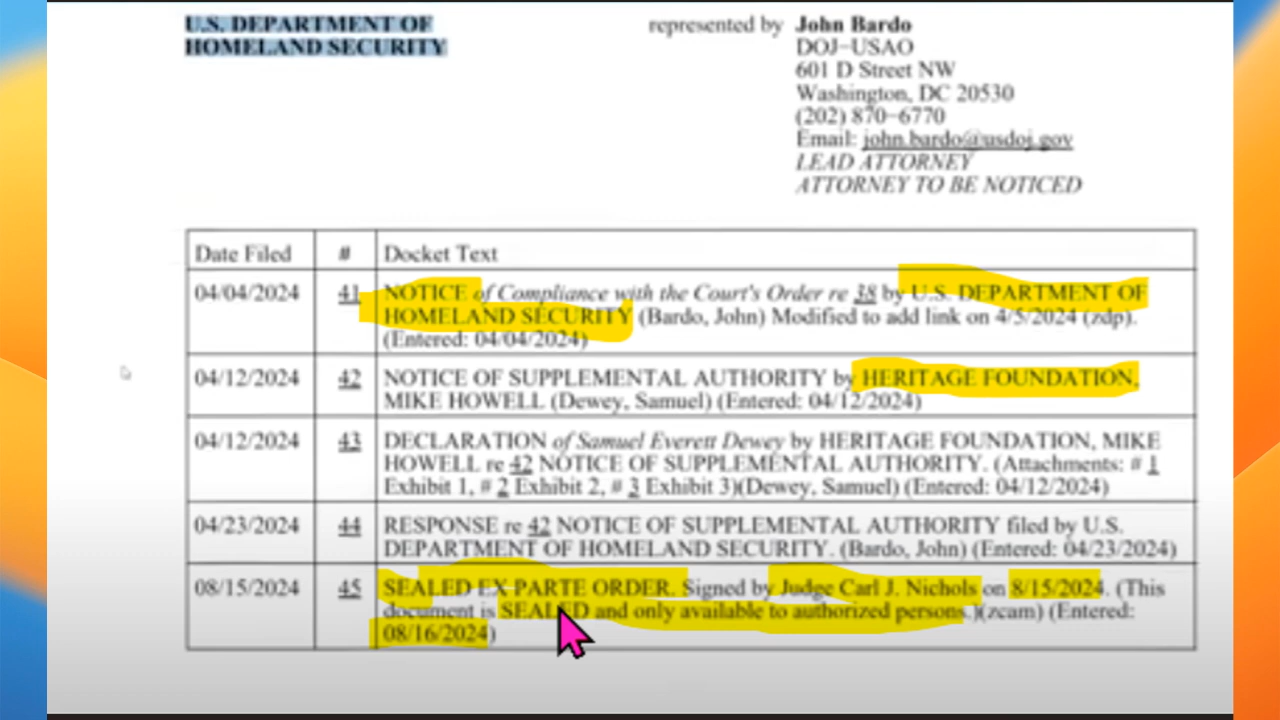 U.S. DEPARTMENT OF
HOMELAND SECURITY
represented by John Bardo
DOJ−USAO
601 D Street NW
Washington, DC 20530
(202) 870−6770
Email: john.bardo@usdoj.gov
LEAD ATTORNEY
ATTORNEY TO BE NOTICED
Date Filed # Docket Text
04/04/2024 41 NOTICE of Compliance with the Court's Order re 38 by U.S. DEPARTMENT OF
HOMELAND SECURITY (Bardo, John) Modified to add link on 4/5/2024 (zdp).
(Entered: 04/04/2024)
04/12/2024 42 NOTICE OF SUPPLEMENTAL AUTHORITY by HERITAGE FOUNDATION,
MIKE HOWELL (Dewey, Samuel) (Entered: 04/12/2024)
04/12/2024 43 DECLARATION of Samuel Everett Dewey by HERITAGE FOUNDATION, MIKE
HOWELL re 42 NOTICE OF SUPPLEMENTAL AUTHORITY. (Attachments: # 1
Exhibit 1, # 2 Exhibit 2, # 3 Exhibit 3)(Dewey, Samuel) (Entered: 04/12/2024)
04/23/2024 44 RESPONSE re 42 NOTICE OF SUPPLEMENTAL AUTHORITY filed by U.S.
DEPARTMENT OF HOMELAND SECURITY. (Bardo, John) (Entered: 04/23/2024)
08/15/2024 45 SEALED EX PARTE ORDER. Signed by Judge Carl J. Nichols on 8/15/2024. (This
document is SEALED and only available to authorized persons.)(zcam) (Entered:
08/16/2024)